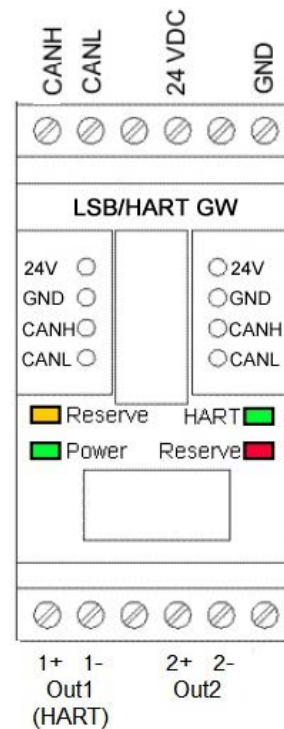 CANH CANL 24 VDC GND
LSB/HART GW
24V 24V
GND GND
CANH CANH
CANL CANL
Reserve HART
Power Reserve
1+ 1- 2+ 2-
Out1 Out2
(HART)